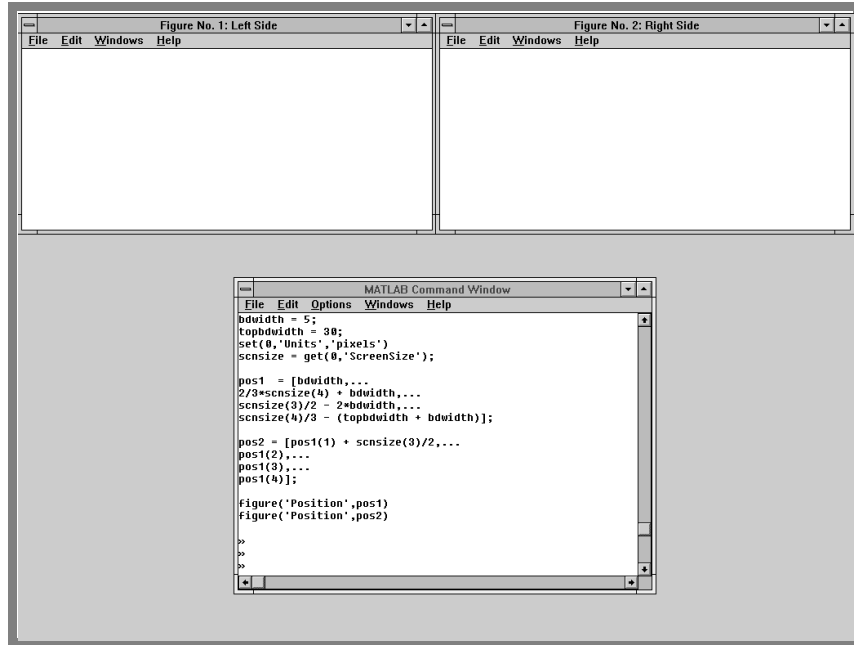 Figure No. 1: Left Side
File Edit Windows Help
Figure No. 2: Right Side
File Edit Windows Help
MATLAB Command Window
File Edit Options Windows Help
bdwidth = 5;
topbdwidth = 30;
set(0,'Units','pixels')
scnsize = get(0,'ScreenSize');
pos1  = [bdwidth,...
2/3*scnsize(4) + bdwidth,...
scnsize(3)/2 - 2*bdwidth,...
scnsize(4)/3 - (topbdwidth + bdwidth)];
pos2 = [pos1(1) + scnsize(3)/2,...
pos1(2),...
pos1(3),...
pos1(4)];
figure('Position',pos1)
figure('Position',pos2)
»
»
»